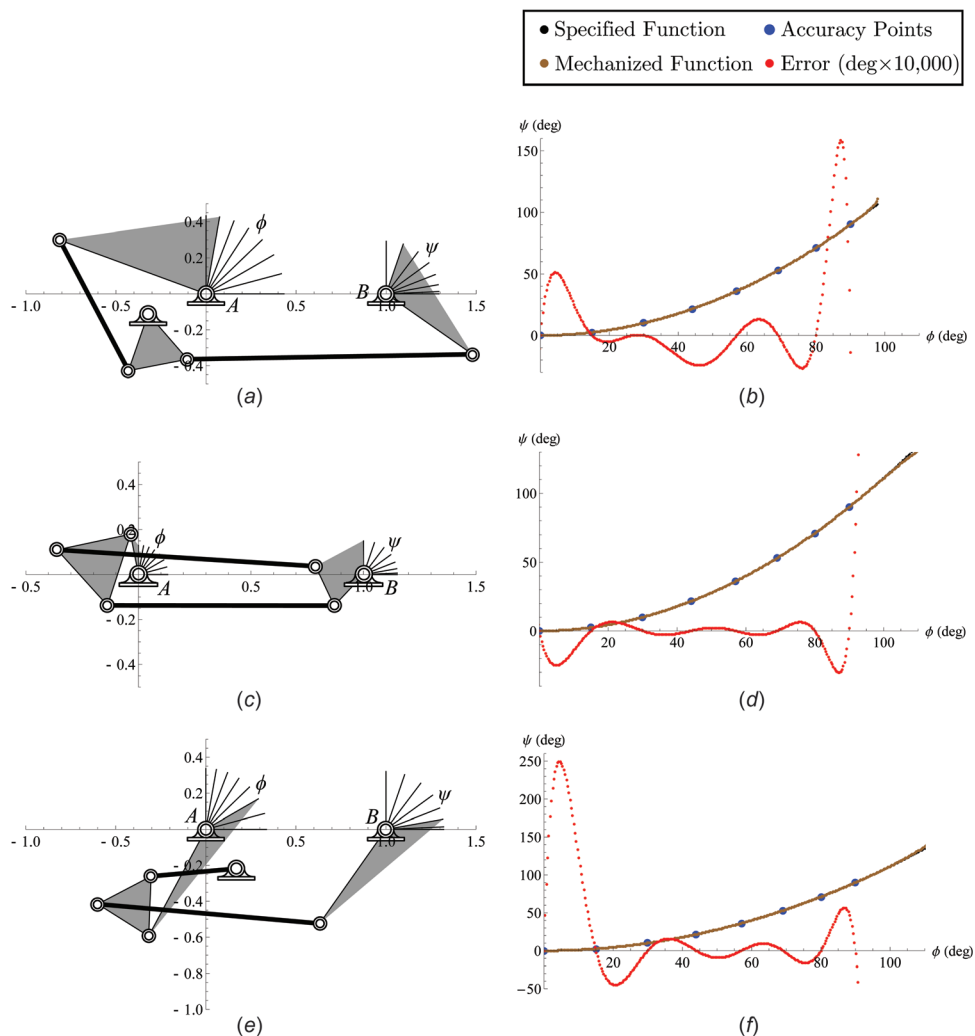 Specified Function
Accuracy Points
Mechanized Function
Error (deg×10,000)
0.4
0.2
ϕ
ψ
- 1.0
- 0.5
A
0.5
B
1.0
1.5
- 0.2
- 0.4
(a)
ψ (deg)
150
100
50
0
20
40
60
80
100
ϕ (deg)
(b)
0.4
0.2
ϕ
ψ
- 0.5
A
0.5
1.0
B
1.5
- 0.2
- 0.4
(c)
ψ (deg)
100
50
0
20
40
60
80
100
ϕ (deg)
(d)
0.4
0.2
ϕ
ψ
A
B
- 1.0
- 0.5
0.5
1.0
1.5
- 0.2
- 0.4
- 0.6
- 0.8
- 1.0
(e)
ψ (deg)
250
200
150
100
50
0
20
40
60
80
100
ϕ (deg)
−50
(f)